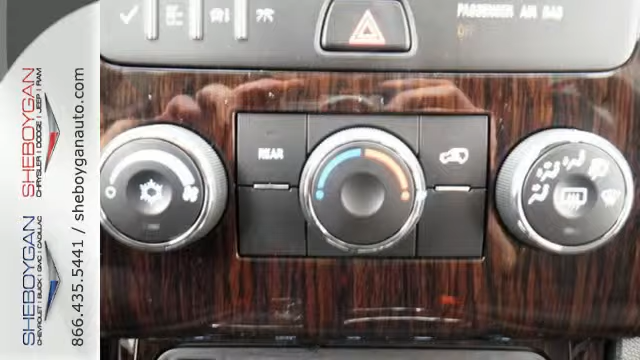 PASSENGER AIR BAG
OFF
REAR
SHEBOYGAN
CHRYSLER | DODGE | JEEP | RAM
SHEBOYGAN
CHEVROLET | BUICK | GMC | CADILLAC
866.435.5441 / sheboyganauto.com